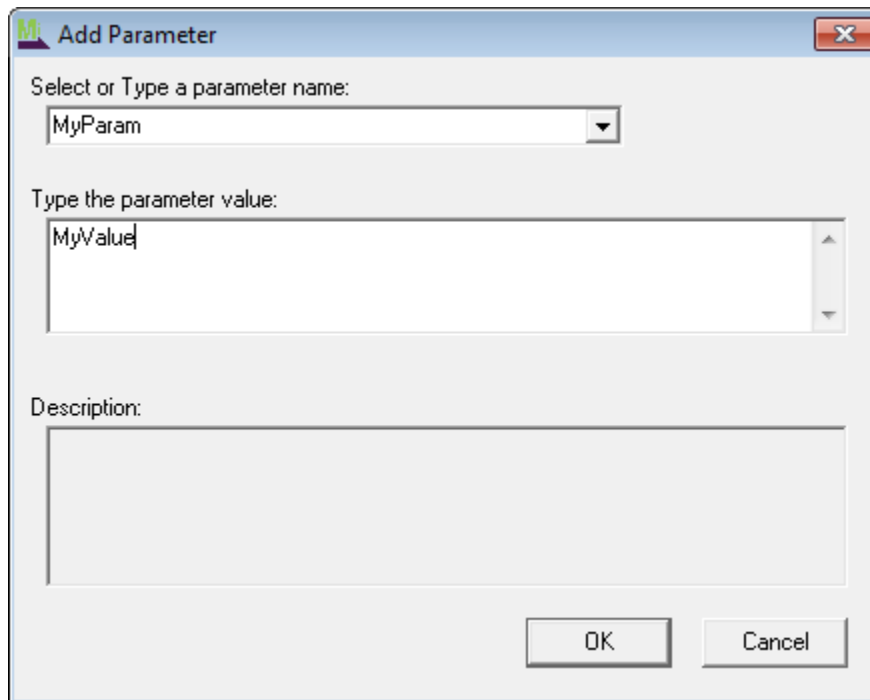 Add Parameter
Select or Type a parameter name:
MyParam
Type the parameter value:
MyValue
Description:
OK Cancel